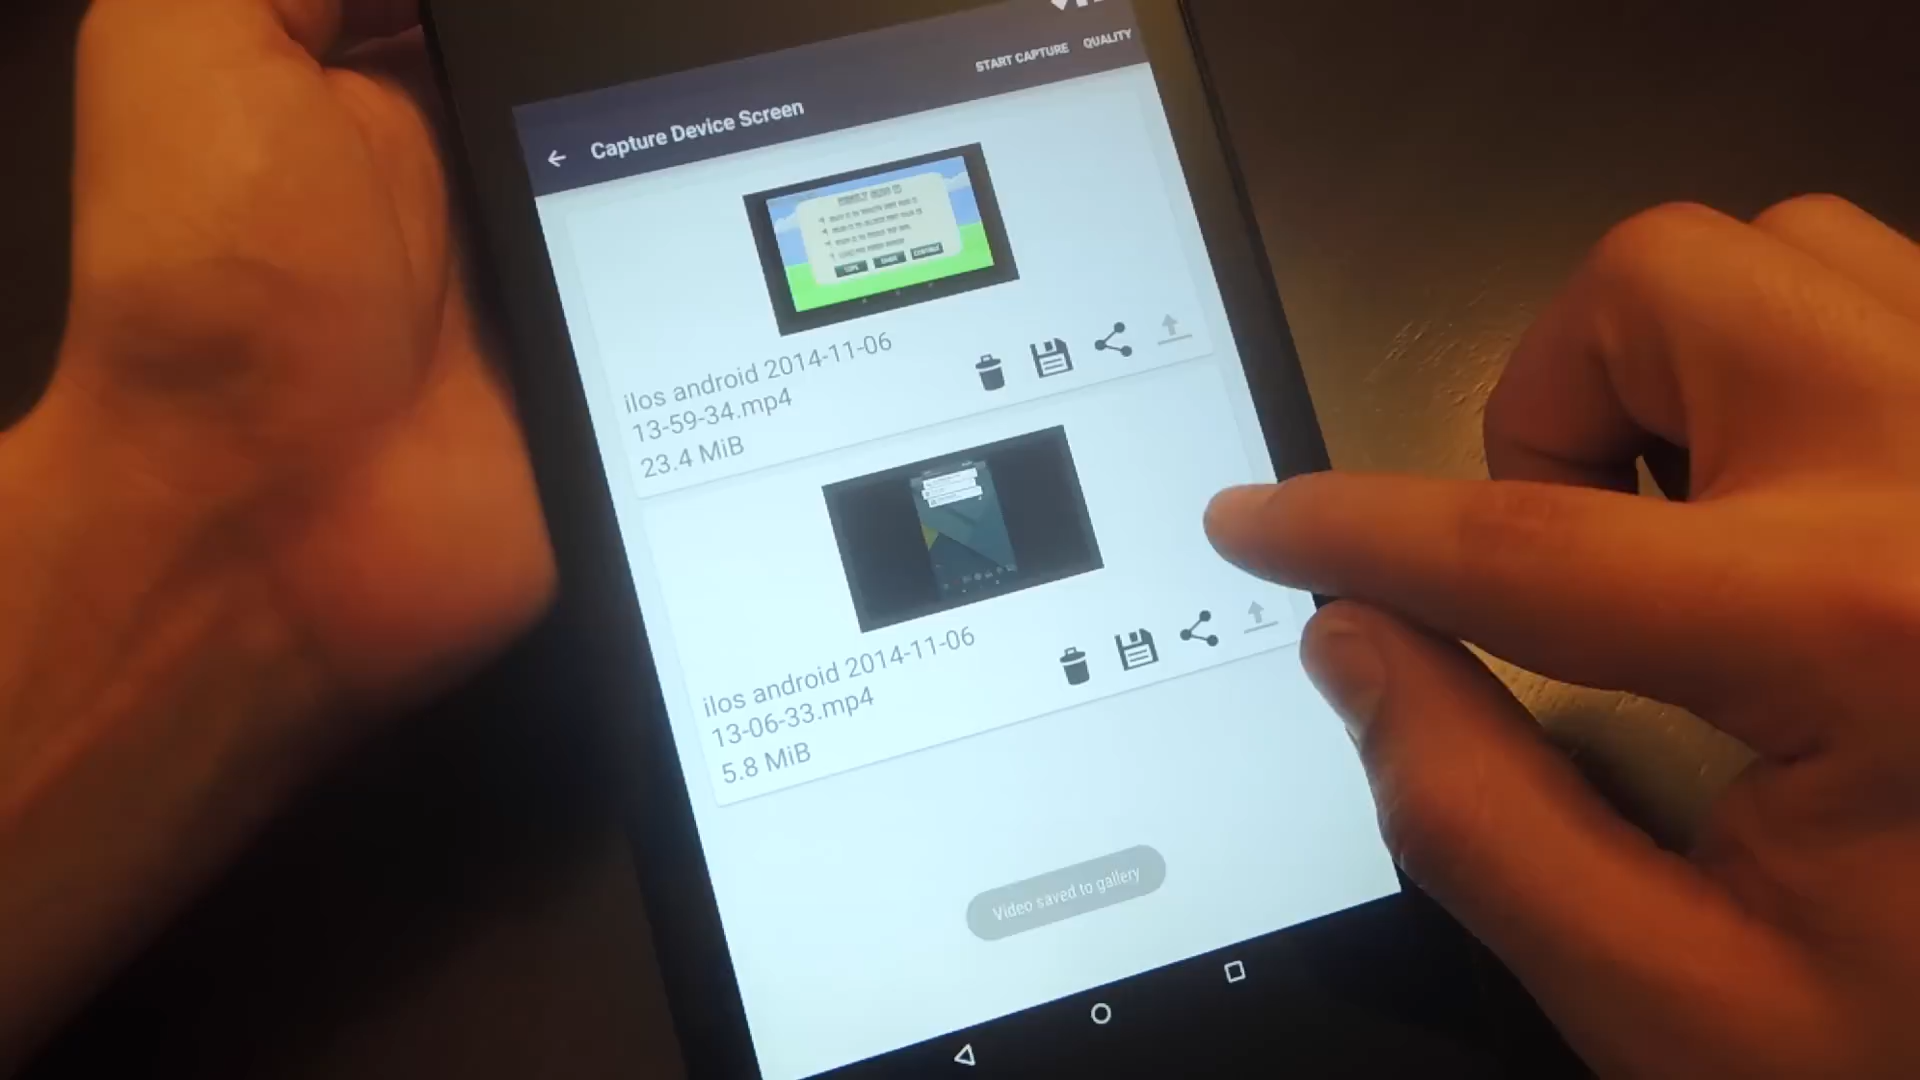 START CAPTURE QUALITY
Capture Device Screen
ilos android 2014-11-06
13-59-34.mp4
23.4 MiB
ilos android 2014-11-06
13-06-33.mp4
5.8 MiB
Video saved to gallery